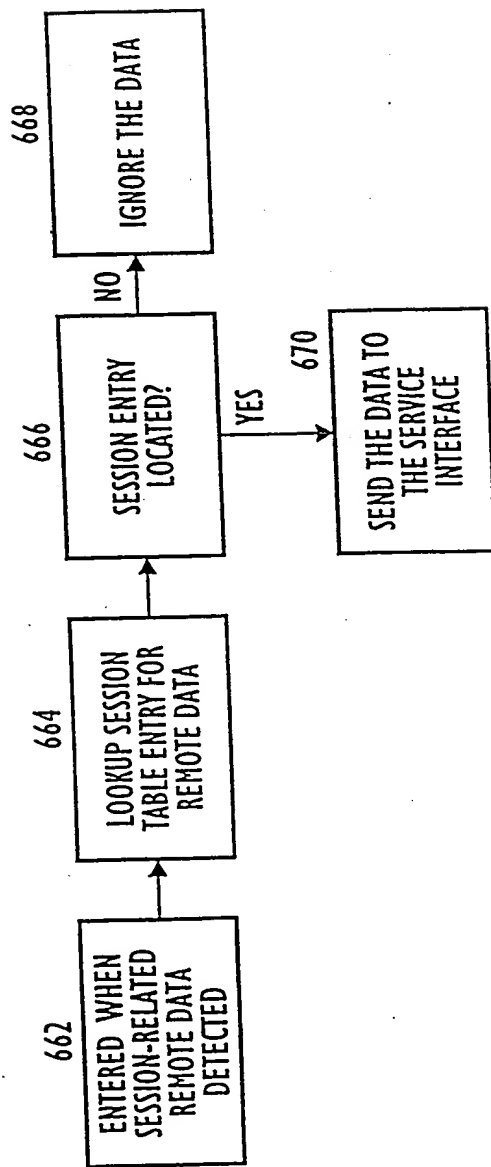 662
ENTERED WHEN
SESSION-RELATED
REMOTE DATA
DETECTED
664
LOOKUP SESSION
TABLE ENTRY FOR
REMOTE DATA
666
SESSION ENTRY
LOCATED?
NO
668
IGNORE THE DATA
YES
670
SEND THE DATA TO
THE SERVICE
INTERFACE